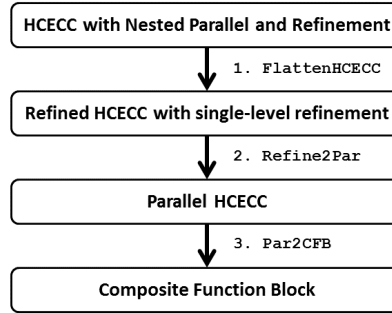 HCECC with Nested Parallel and Refinement
1. FlattenHCECC
Refined HCECC with single-level refinement
2. Refine2Par
Parallel HCECC
3. Par2CFB
Composite Function Block